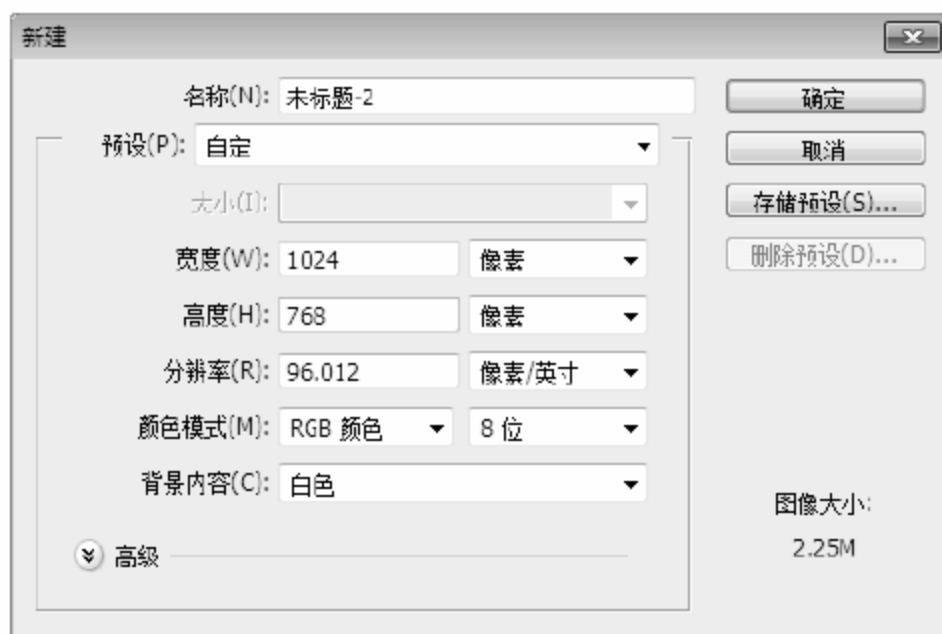 新建
名称(N): 未标题-2
确定
预设(P): 自定
取消
大小(I):
存储预设(S)...
宽度(W): 1024 像素
删除预设(D)...
高度(H): 768 像素
分辨率(R): 96.012 像素/英寸
颜色模式(M): RGB 颜色 8 位
背景内容(C): 白色
图像大小:
2.25M
高级